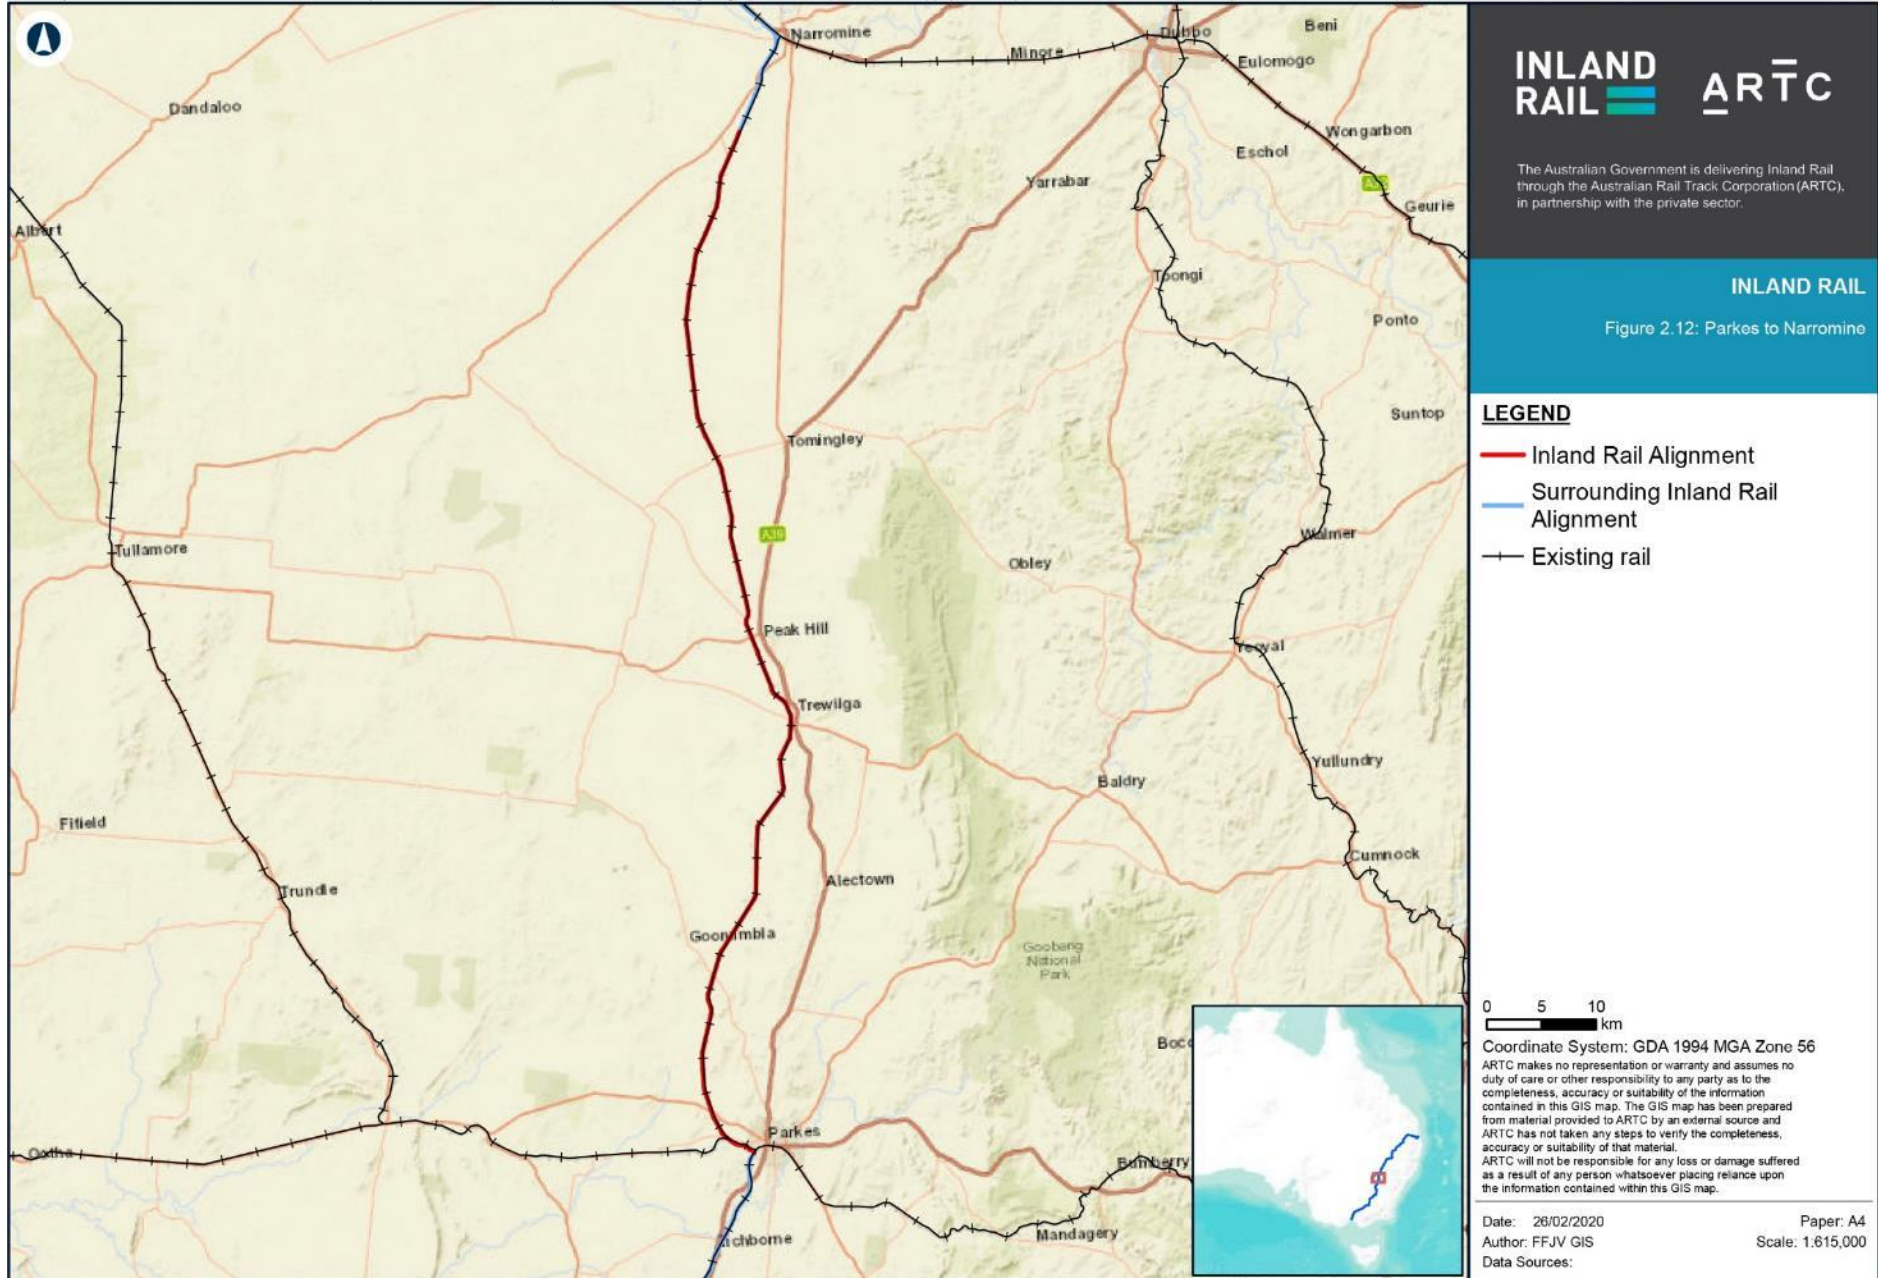 Narromine
Dubbo
Beni
Minore
Eulomogo
Dandaloo
Wongarbon
Eschol
Yarrabar
Geurie
Albert
Toongi
Ponto
Suntop
Tomingley
A39
Walmer
Tullamore
Obley
Peak Hill
Yeoval
Trewilga
Yullundry
Baldry
Fifield
Cumnock
Trundle
Alectown
Goonumbla
Goobang
National
Park
Parkes
Bumberry
Mandagery
INLAND
RAIL
ARTC
The Australian Government is delivering Inland Rail
through the Australian Rail Track Corporation (ARTC),
in partnership with the private sector.
INLAND RAIL
Figure 2.12: Parkes to Narromine
LEGEND
Inland Rail Alignment
Surrounding Inland Rail
Alignment
Existing rail
0 5 10
km
Coordinate System: GDA 1994 MGA Zone 56
ARTC makes no representation or warranty and assumes no
duty of care or other responsibility to any party as to the
completeness, accuracy or suitability of the information
contained in this GIS map. The GIS map has been prepared
from material provided to ARTC by an external source and
ARTC has not taken any steps to verify the completeness,
accuracy or suitability of that material.
ARTC will not be responsible for any loss or damage suffered
as a result of any person whatsoever placing reliance upon
the information contained within this GIS map.
Date: 26/02/2020 Paper: A4
Author: FFJV GIS Scale: 1:615,000
Data Sources: